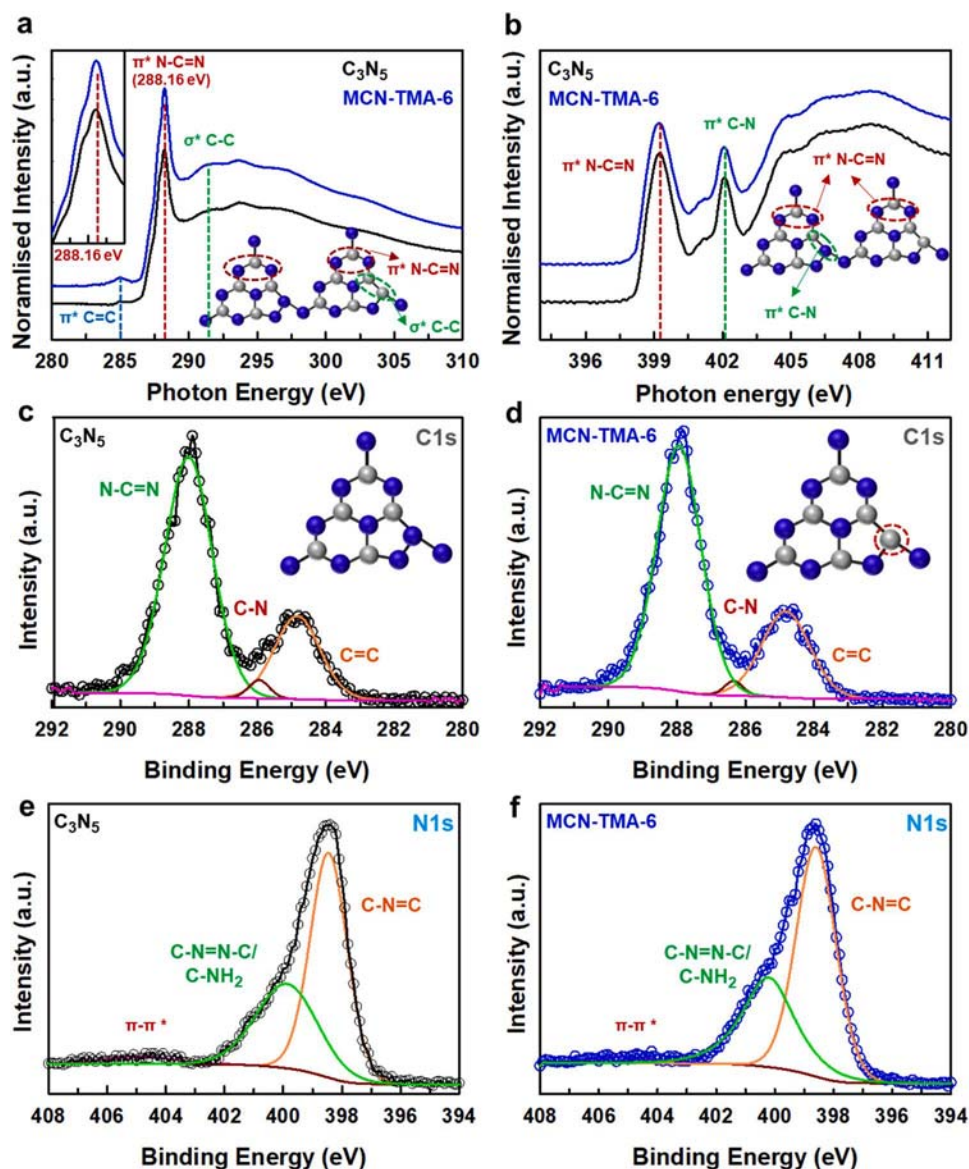 a
Noramlised Intensity (a.u.)
π* N-C=N
(288.16 eV)
C₃N₅
MCN-TMA-6
σ* C-C
288.16 eV
π* C=C
π* N-C=N
σ* C-C
280 285 290 295 300 305 310
Photon Energy (eV)
b
Normalised Intensity (a.u.)
C₃N₅
MCN-TMA-6
π* C-N
π* N-C=N
π* N-C=N
π* C-N
396 399 402 405 408 411
Photon energy (eV)
c
Intensity (a.u.)
C₃N₅
C1s
N-C=N
C-N
C=C
292 290 288 286 284 282 280
Binding Energy (eV)
d
Intensity (a.u.)
MCN-TMA-6
C1s
N-C=N
C-N
C=C
292 290 288 286 284 282 280
Binding Energy (eV)
e
Intensity (a.u.)
C₃N₅
N1s
C-N=C
C-N=N-C/
C-NH₂
π-π *
408 406 404 402 400 398 396 394
Binding Energy (eV)
f
Intensity (a.u.)
MCN-TMA-6
N1s
C-N=C
C-N=N-C/
C-NH₂
π-π *
408 406 404 402 400 398 396 394
Binding Energy (eV)